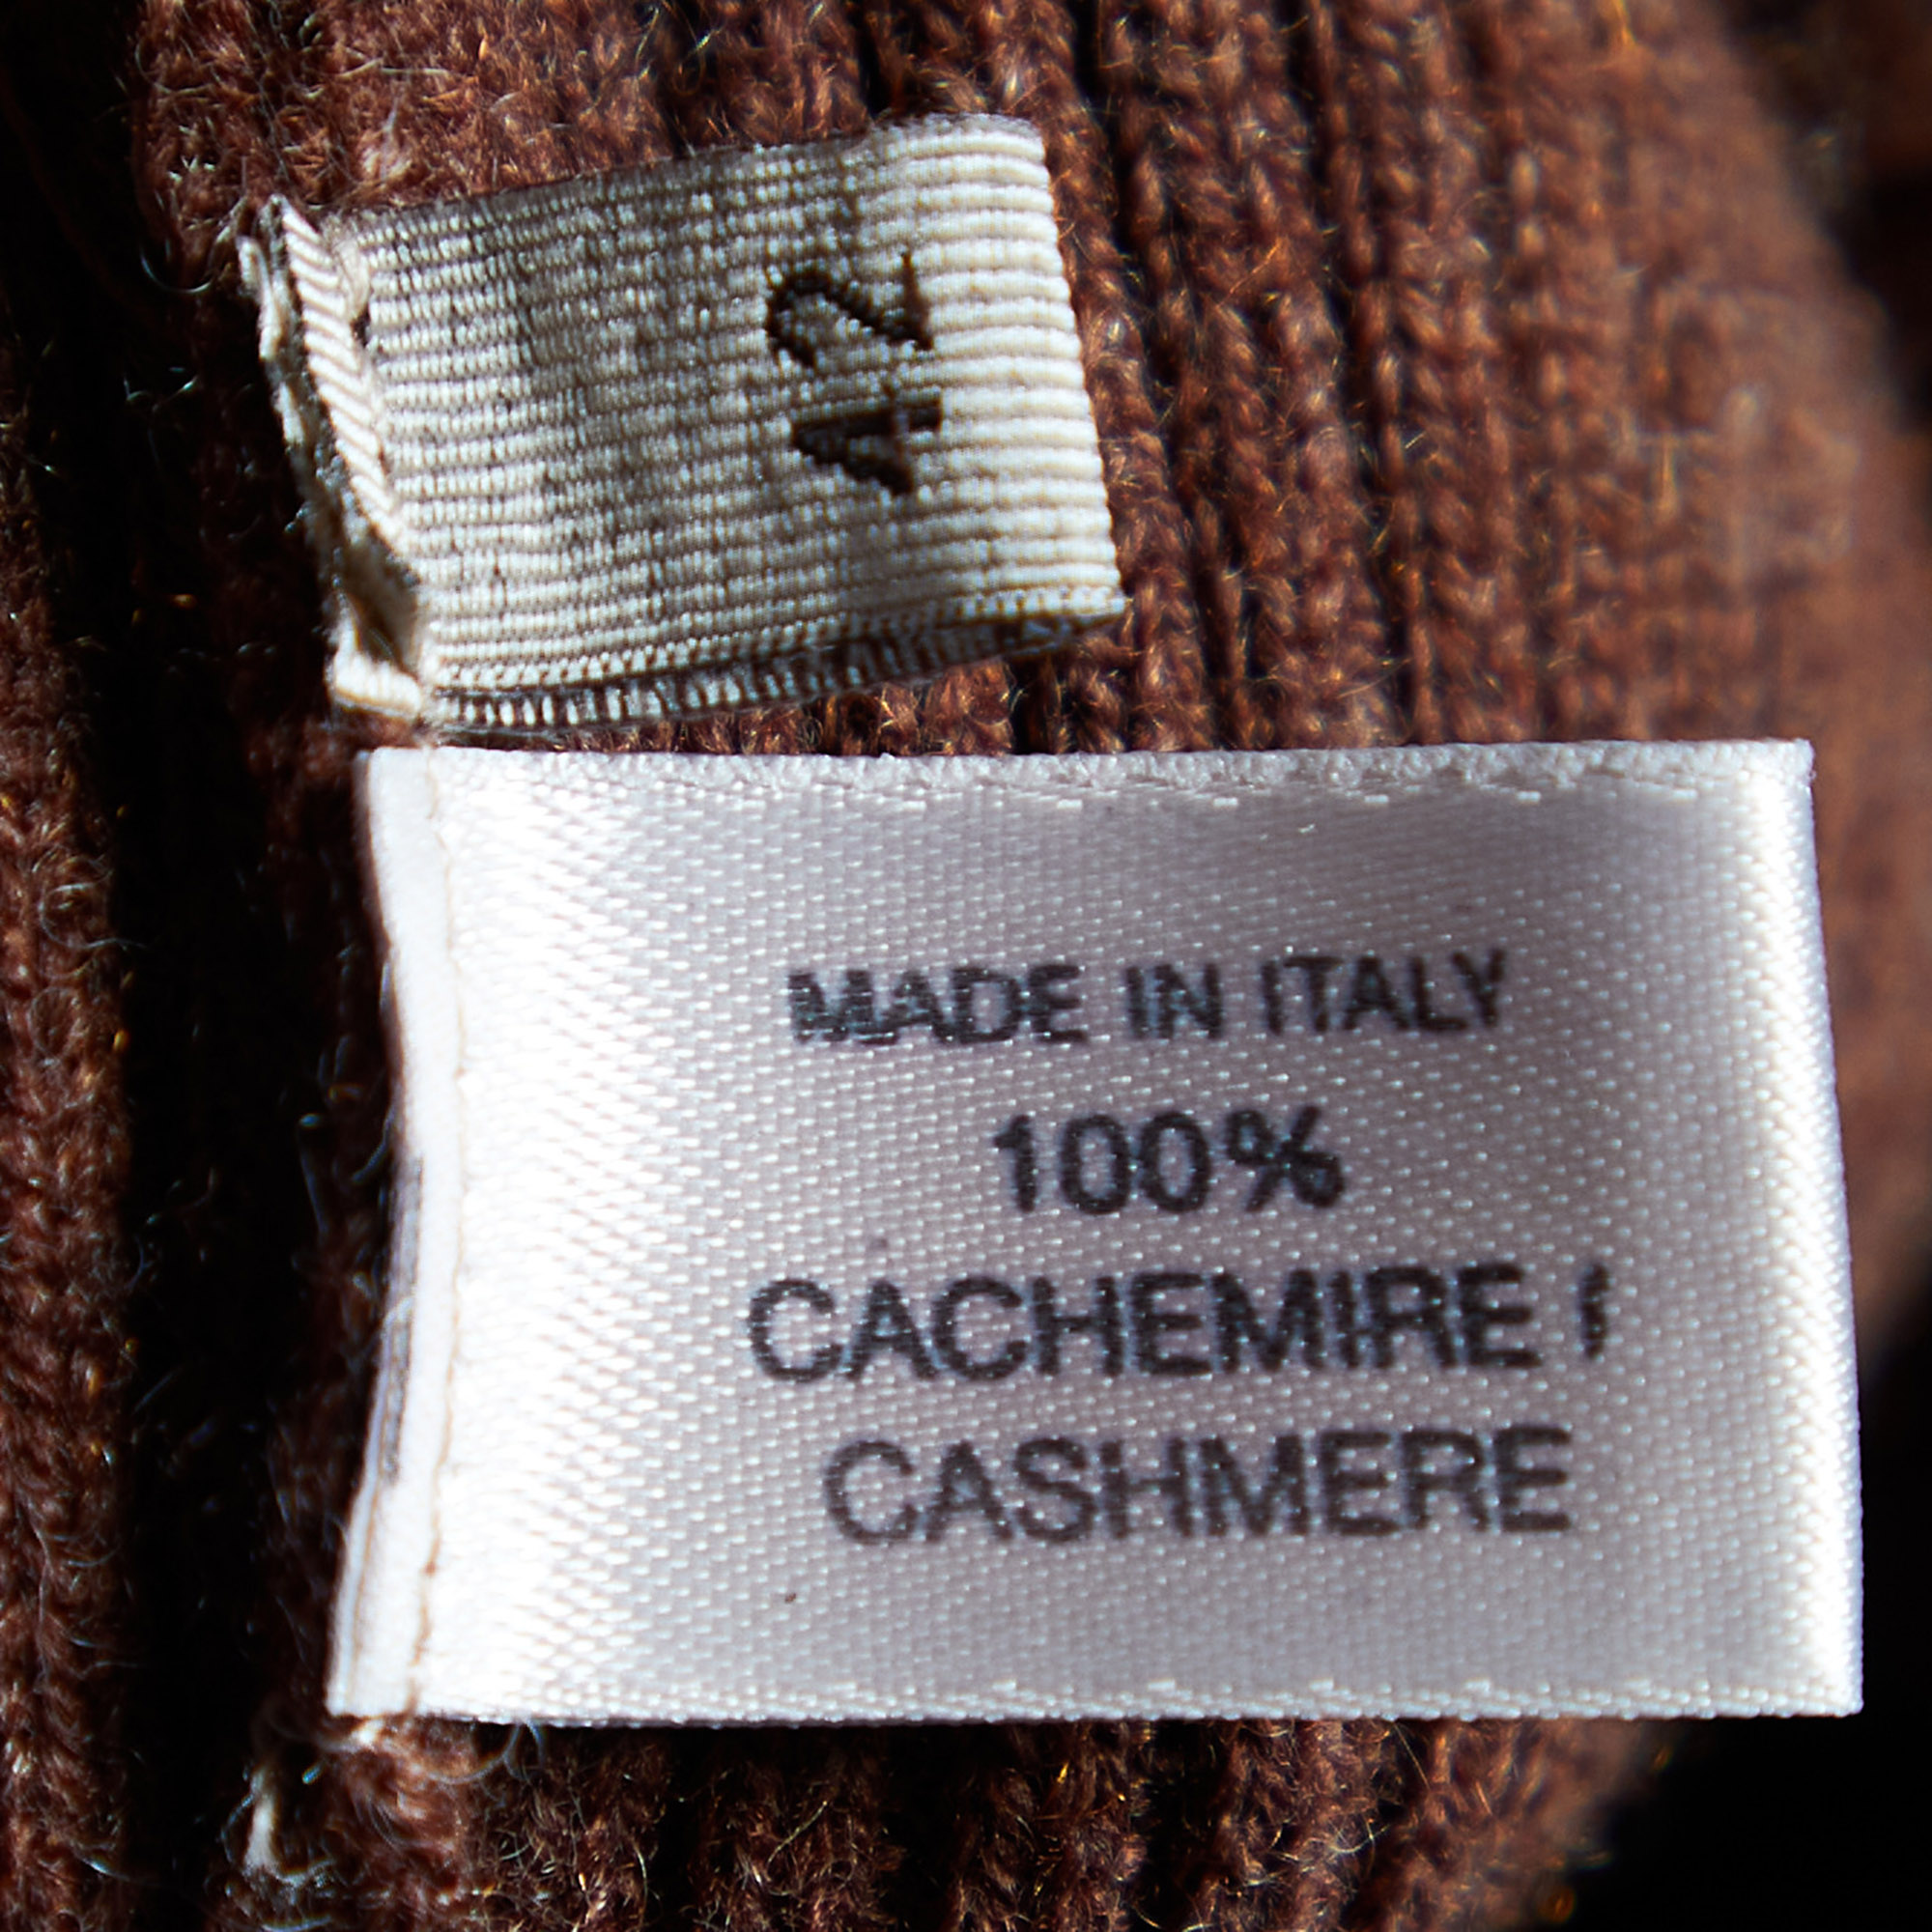 42
MADE IN ITALY
100%
CACHEMIRE /
CASHMERE